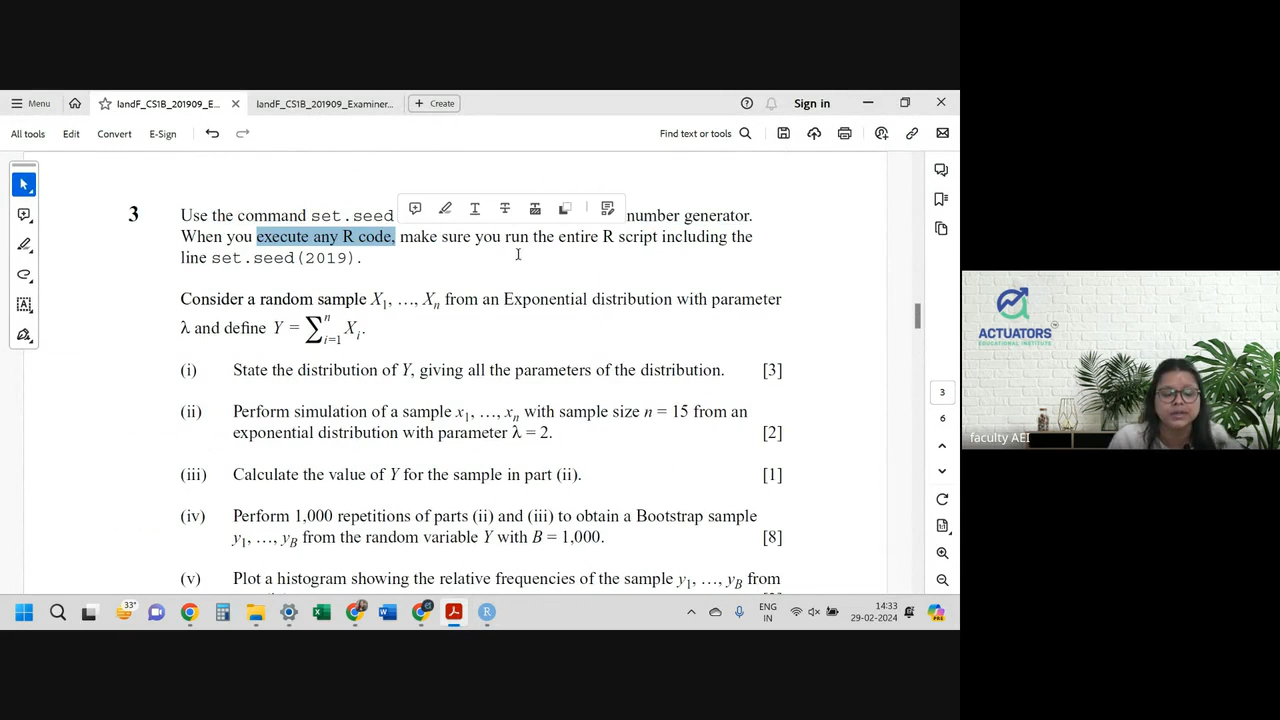 Menu
IandF_CS1B_201909_E...
IandF_CS1B_201909_Examiner...
Create
Sign in
All tools
Edit
Convert
E-Sign
Find text or tools
3
Use the command set.seed number generator.
When you execute any R code, make sure you run the entire R script including the
line set.seed(2019).
Consider a random sample X1, ..., Xn from an Exponential distribution with parameter
λ and define Y = ∑ n i=1 Xi.
(i) State the distribution of Y, giving all the parameters of the distribution. [3]
(ii) Perform simulation of a sample x1, ..., xn with sample size n = 15 from an
exponential distribution with parameter λ = 2. [2]
(iii) Calculate the value of Y for the sample in part (ii). [1]
(iv) Perform 1,000 repetitions of parts (ii) and (iii) to obtain a Bootstrap sample
y1, ..., yB from the random variable Y with B = 1,000. [8]
(v) Plot a histogram showing the relative frequencies of the sample y1, ..., yB from
3
6
ACTUATORS
EDUCATIONAL INSTITUTE
faculty AEI
33°
ENG
IN
14:33
29-02-2024